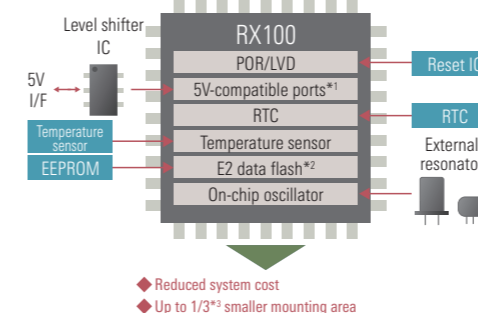 Level shifter
IC
RX100
POR/LVD
Reset IC
5V
I/F
5V-compatible ports*1
RTC
RTC
Temperature
sensor
Temperature sensor
External
EEPROM
E2 data flash*2
On-chip oscillator
◆ Reduced system cost
◆ Up to 1/3*3 smaller mounting area